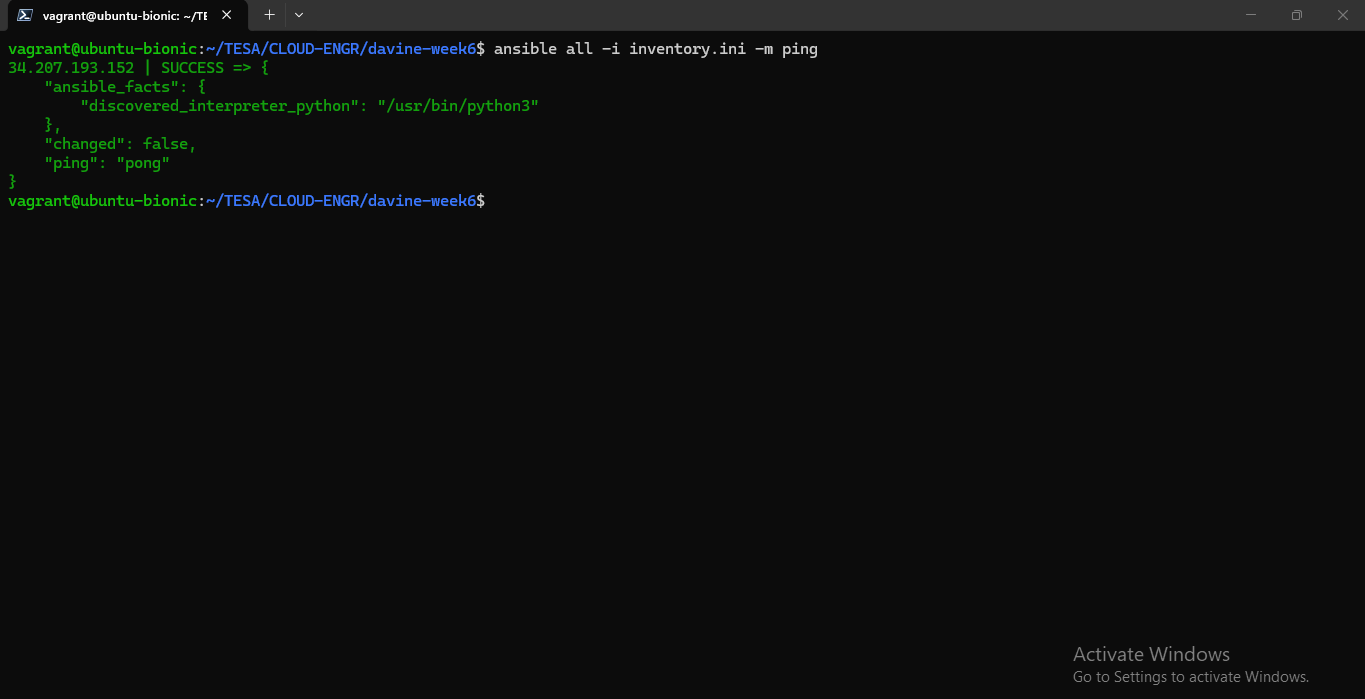 vagrant@ubuntu-bionic: ~/TE
vagrant@ubuntu-bionic:~/TESA/CLOUD-ENGR/davine-week6$ ansible all -i inventory.ini -m ping
34.207.193.152 | SUCCESS => {
    "ansible_facts": {
        "discovered_interpreter_python": "/usr/bin/python3"
    },
    "changed": false,
    "ping": "pong"
}
vagrant@ubuntu-bionic:~/TESA/CLOUD-ENGR/davine-week6$
Activate Windows
Go to Settings to activate Windows.